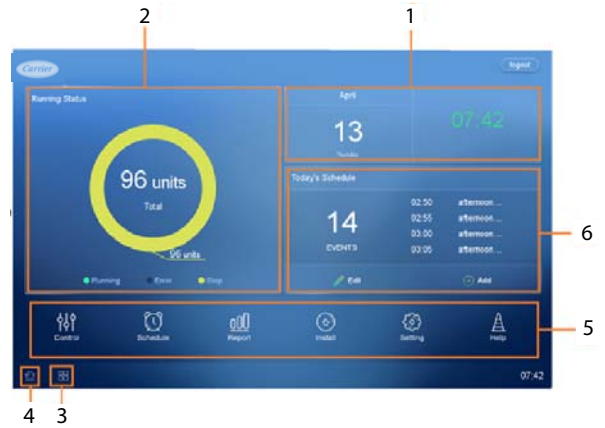 2
1
Carrier
logout
Running Status
April
13
07:42
96 units
Total
96 units
Running
Error
Stop
Today's Schedule
14
EVENTS
02:50 afternoon...
02:55 afternoon...
03:00 afternoon...
03:05 afternoon...
Edit
Add
6
Control
Schedule
Report
Install
Setting
Help
5
07:42
4
3